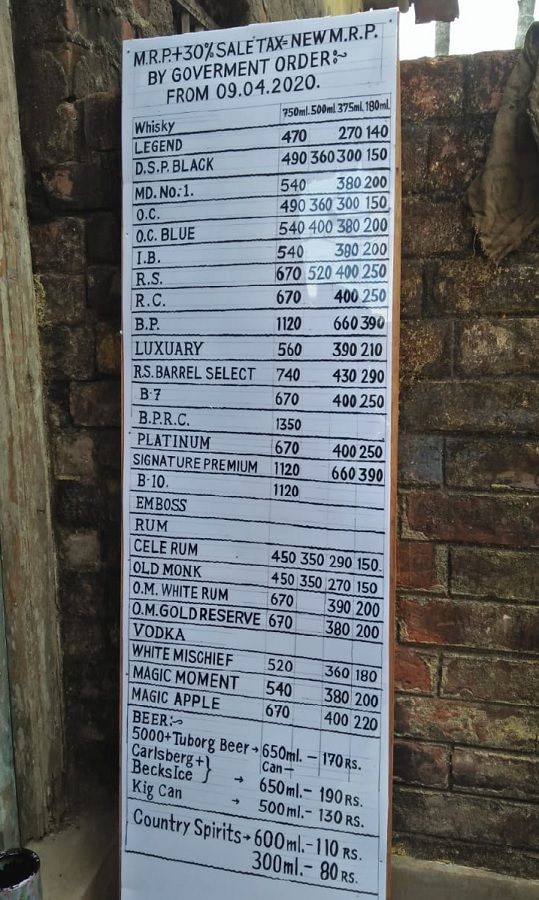 M.R.P.+30% SALE TAX= NEW M.R.P.
BY GOVERMENT ORDER:~
FROM 09.04.2020.
Whisky 750ml. 500ml. 375ml. 180ml.
LEGEND 470 270 140
D.S.P. BLACK 490 360 300 150
MD. No:-1. 540 380 200
O.C. 490 360 300 150
O.C. BLUE 540 400 380 200
I.B. 540 380 200
R.S. 670 520 400 250
R.C. 670 400 250
B.P. 1120 660 390
LUXUARY 560 390 210
R.S. BARREL SELECT 740 430 290
B-7 670 400 250
B.P.R.C. 1350
PLATINUM 670 400 250
SIGNATURE PREMIUM 1120 660 390
B-10. 1120
EMBOSS
RUM
CELE RUM 450 350 290 150.
OLD MONK 450 350 270 150
O.M. WHITE RUM 670 390 200
O.M. GOLD RESERVE 670 380 200
VODKA
WHITE MISCHIEF 520 360 180
MAGIC MOMENT 540 380 200
MAGIC APPLE 670 400 220
BEER:~
5000+Tuborg Beer → 650ml. – 170 RS.
Can –
Carlsberg +
BecksIce } → 650ml. – 190 RS.
Kig Can → 500ml. – 130 RS.
Country Spirits → 600ml. – 110 RS.
300ml. – 80 RS.